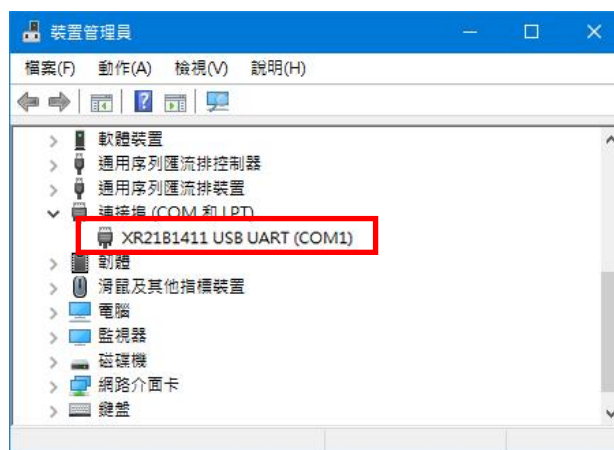 裝置管理員
檔案(F) 動作(A) 檢視(V) 說明(H)
軟體裝置
通用序列匯流排控制器
通用序列匯流排裝置
連接埠 (COM 和 LPT)
XR21B1411 USB UART (COM1)
韌體
滑鼠及其他指標裝置
電腦
監視器
磁碟機
網路介面卡
鍵盤